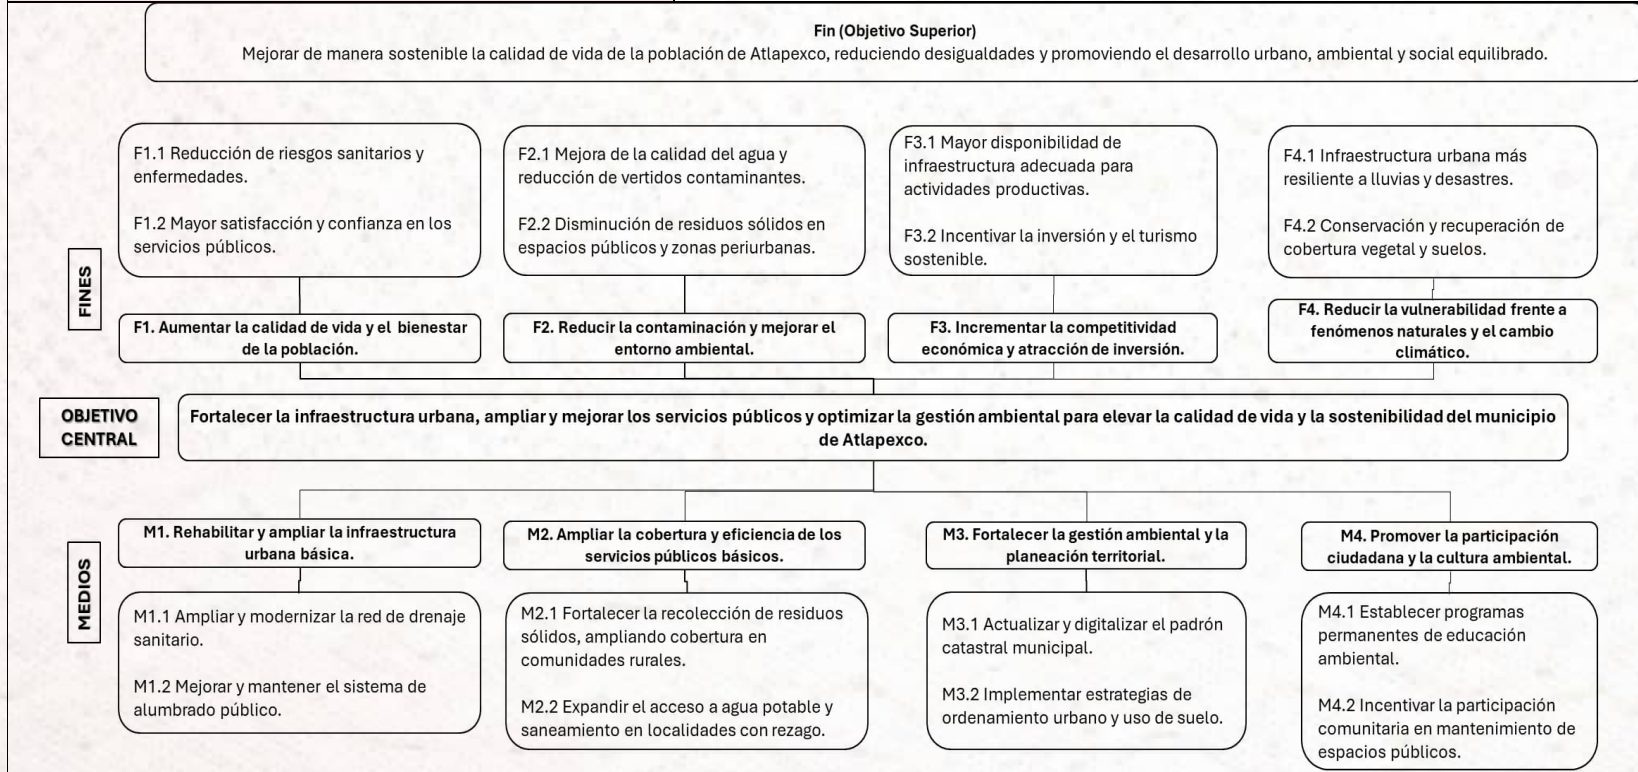 Fin (Objetivo Superior)
Mejorar de manera sostenible la calidad de vida de la población de Atlapexco, reduciendo desigualdades y promoviendo el desarrollo urbano, ambiental y social equilibrado.
FINES
F1.1 Reducción de riesgos sanitarios y
enfermedades.
F1.2 Mayor satisfacción y confianza en los
servicios públicos.
F2.1 Mejora de la calidad del agua y
reducción de vertidos contaminantes.
F2.2 Disminución de residuos sólidos en
espacios públicos y zonas periurbanas.
F3.1 Mayor disponibilidad de
infraestructura adecuada para
actividades productivas.
F3.2 Incentivar la inversión y el turismo
sostenible.
F4.1 Infraestructura urbana más
resiliente a lluvias y desastres.
F4.2 Conservación y recuperación de
cobertura vegetal y suelos.
F1. Aumentar la calidad de vida y el bienestar
de la población.
F2. Reducir la contaminación y mejorar el
entorno ambiental.
F3. Incrementar la competitividad
económica y atracción de inversión.
F4. Reducir la vulnerabilidad frente a
fenómenos naturales y el cambio
climático.
OBJETIVO
CENTRAL
Fortalecer la infraestructura urbana, ampliar y mejorar los servicios públicos y optimizar la gestión ambiental para elevar la calidad de vida y la sostenibilidad del municipio
de Atlapexco.
MEDIOS
M1. Rehabilitar y ampliar la infraestructura
urbana básica.
M2. Ampliar la cobertura y eficiencia de los
servicios públicos básicos.
M3. Fortalecer la gestión ambiental y la
planeación territorial.
M4. Promover la participación
ciudadana y la cultura ambiental.
M1.1 Ampliar y modernizar la red de drenaje
sanitario.
M1.2 Mejorar y mantener el sistema de
alumbrado público.
M2.1 Fortalecer la recolección de residuos
sólidos, ampliando cobertura en
comunidades rurales.
M2.2 Expandir el acceso a agua potable y
saneamiento en localidades con rezago.
M3.1 Actualizar y digitalizar el padrón
catastral municipal.
M3.2 Implementar estrategias de
ordenamiento urbano y uso de suelo.
M4.1 Establecer programas
permanentes de educación
ambiental.
M4.2 Incentivar la participación
comunitaria en mantenimiento de
espacios públicos.